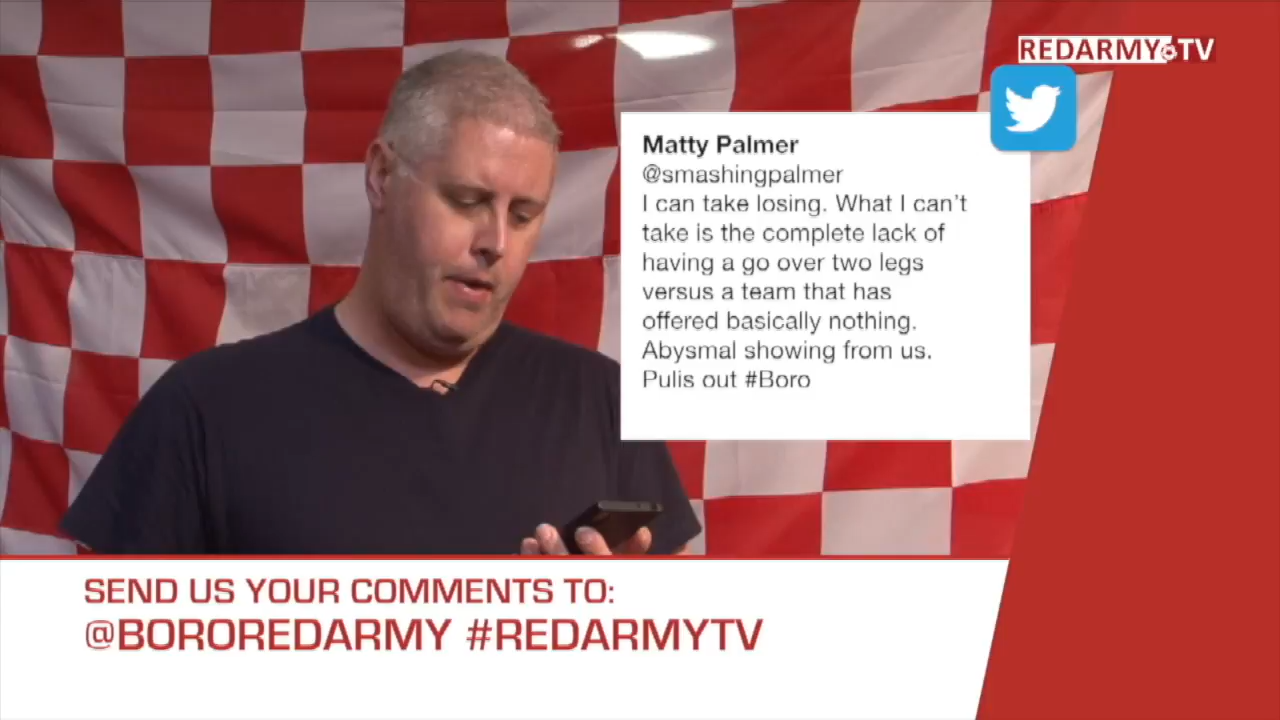 REDARMY TV
Matty Palmer
@smashingpalmer
I can take losing. What I can't
take is the complete lack of
having a go over two legs
versus a team that has
offered basically nothing.
Abysmal showing from us.
Pulis out #Boro
SEND US YOUR COMMENTS TO:
@BOROREDARMY #REDARMYTV